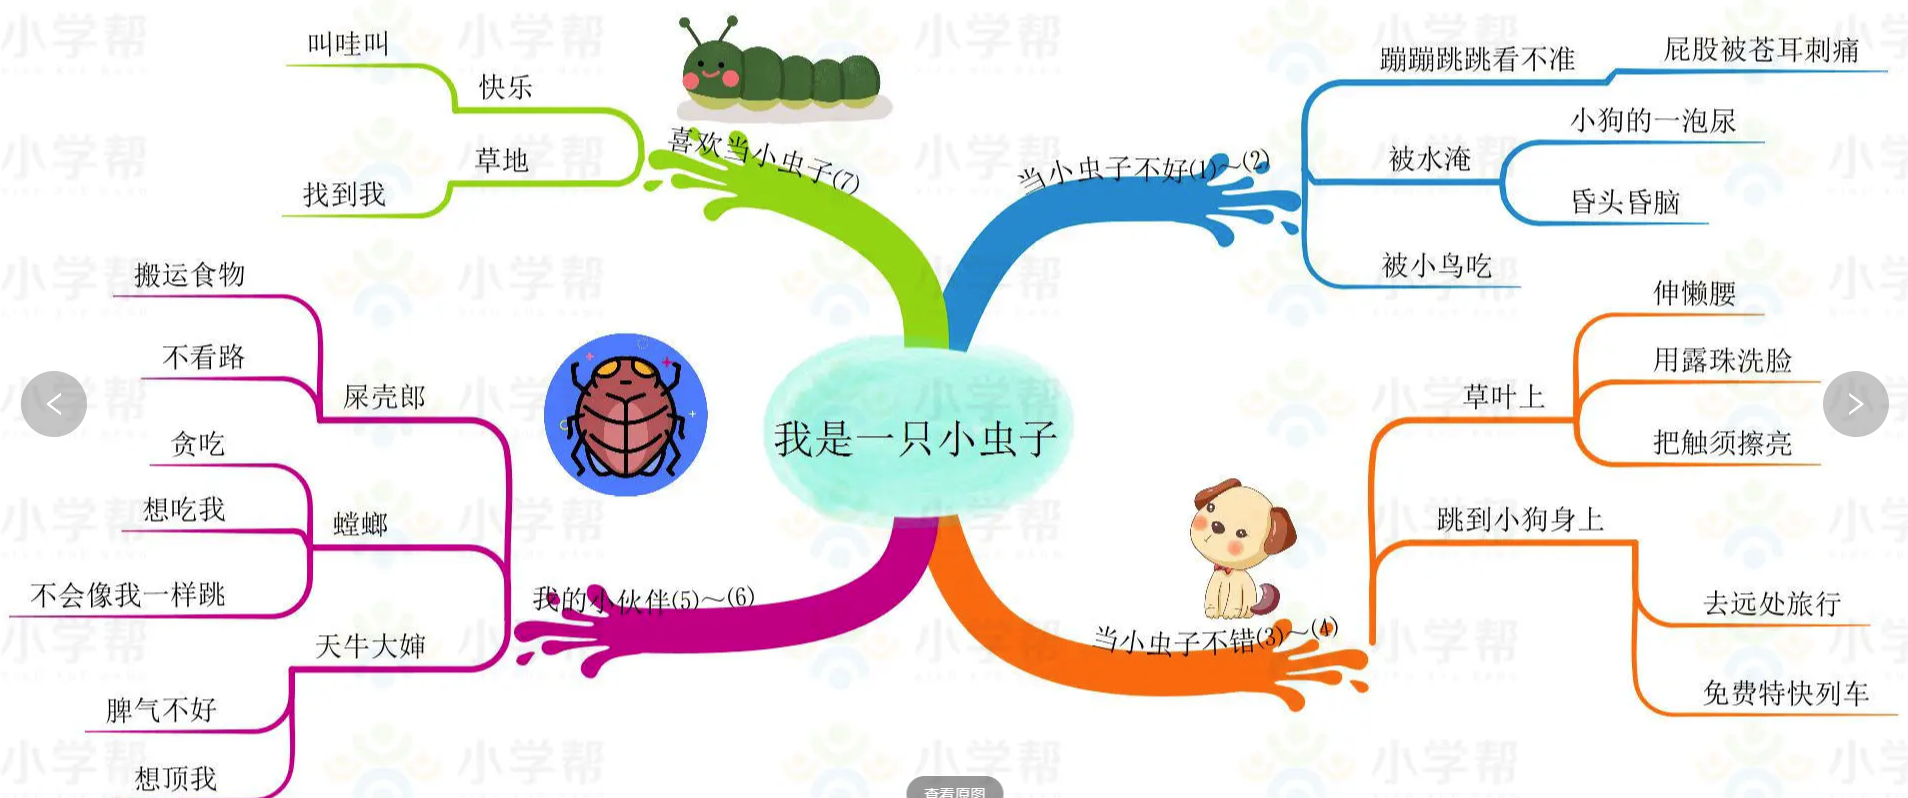 我是一只小虫子
当小虫子不好(1)～(2)
蹦蹦跳跳看不准
屁股被苍耳刺痛
被水淹
小狗的一泡尿
昏头昏脑
被小鸟吃
当小虫子不错(3)～(4)
草叶上
伸懒腰
用露珠洗脸
把触须擦亮
跳到小狗身上
去远处旅行
免费特快列车
我的小伙伴(5)～(6)
屎壳郎
搬运食物
不看路
螳螂
贪吃
想吃我
不会像我一样跳
天牛大婶
脾气不好
想顶我
喜欢当小虫子(7)
快乐
叫哇叫
草地
找到我
查看原图
小学帮